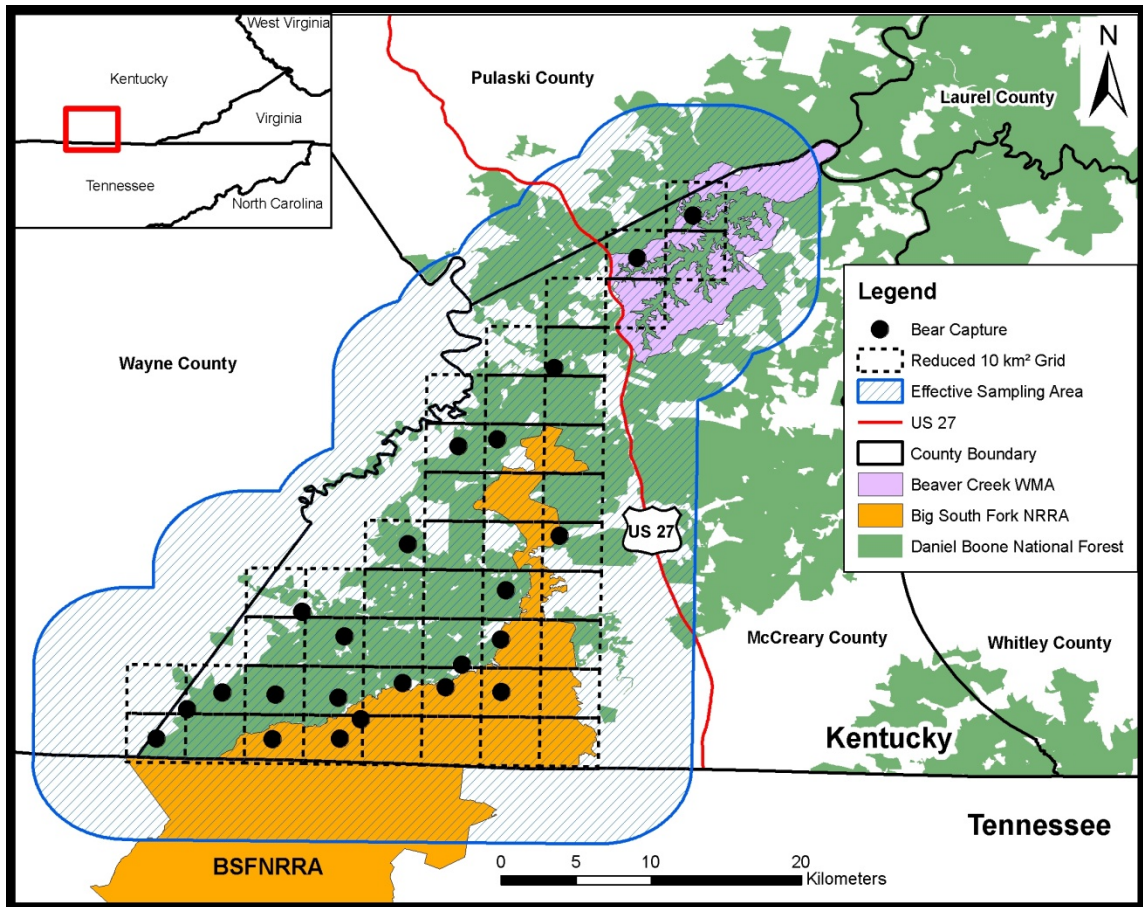 West Virginia
Kentucky
Virginia
Tennessee
North Carolina
Pulaski County
N
Laurel County
Wayne County
Legend
Bear Capture
Reduced 10 km² Grid
Effective Sampling Area
US 27
County Boundary
Beaver Creek WMA
Big South Fork NRRA
Daniel Boone National Forest
US 27
McCreary County
Whitley County
Kentucky
Tennessee
BSFNRRA
0 5 10 20
Kilometers